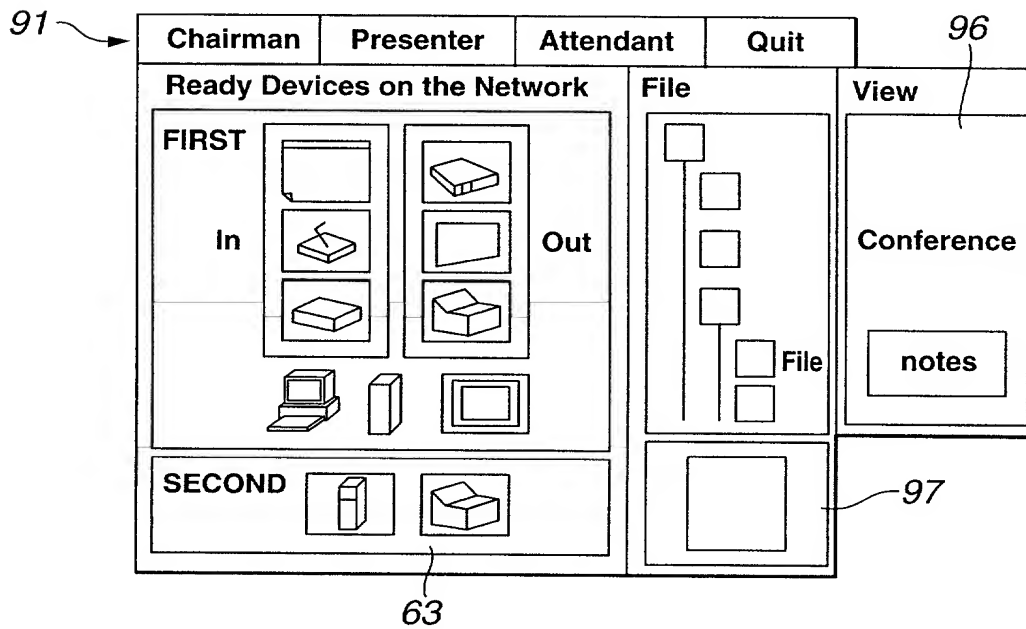 91
Chairman Presenter Attendant Quit
96
Ready Devices on the Network File View
FIRST
In Out
Conference
File
notes
SECOND
97
63